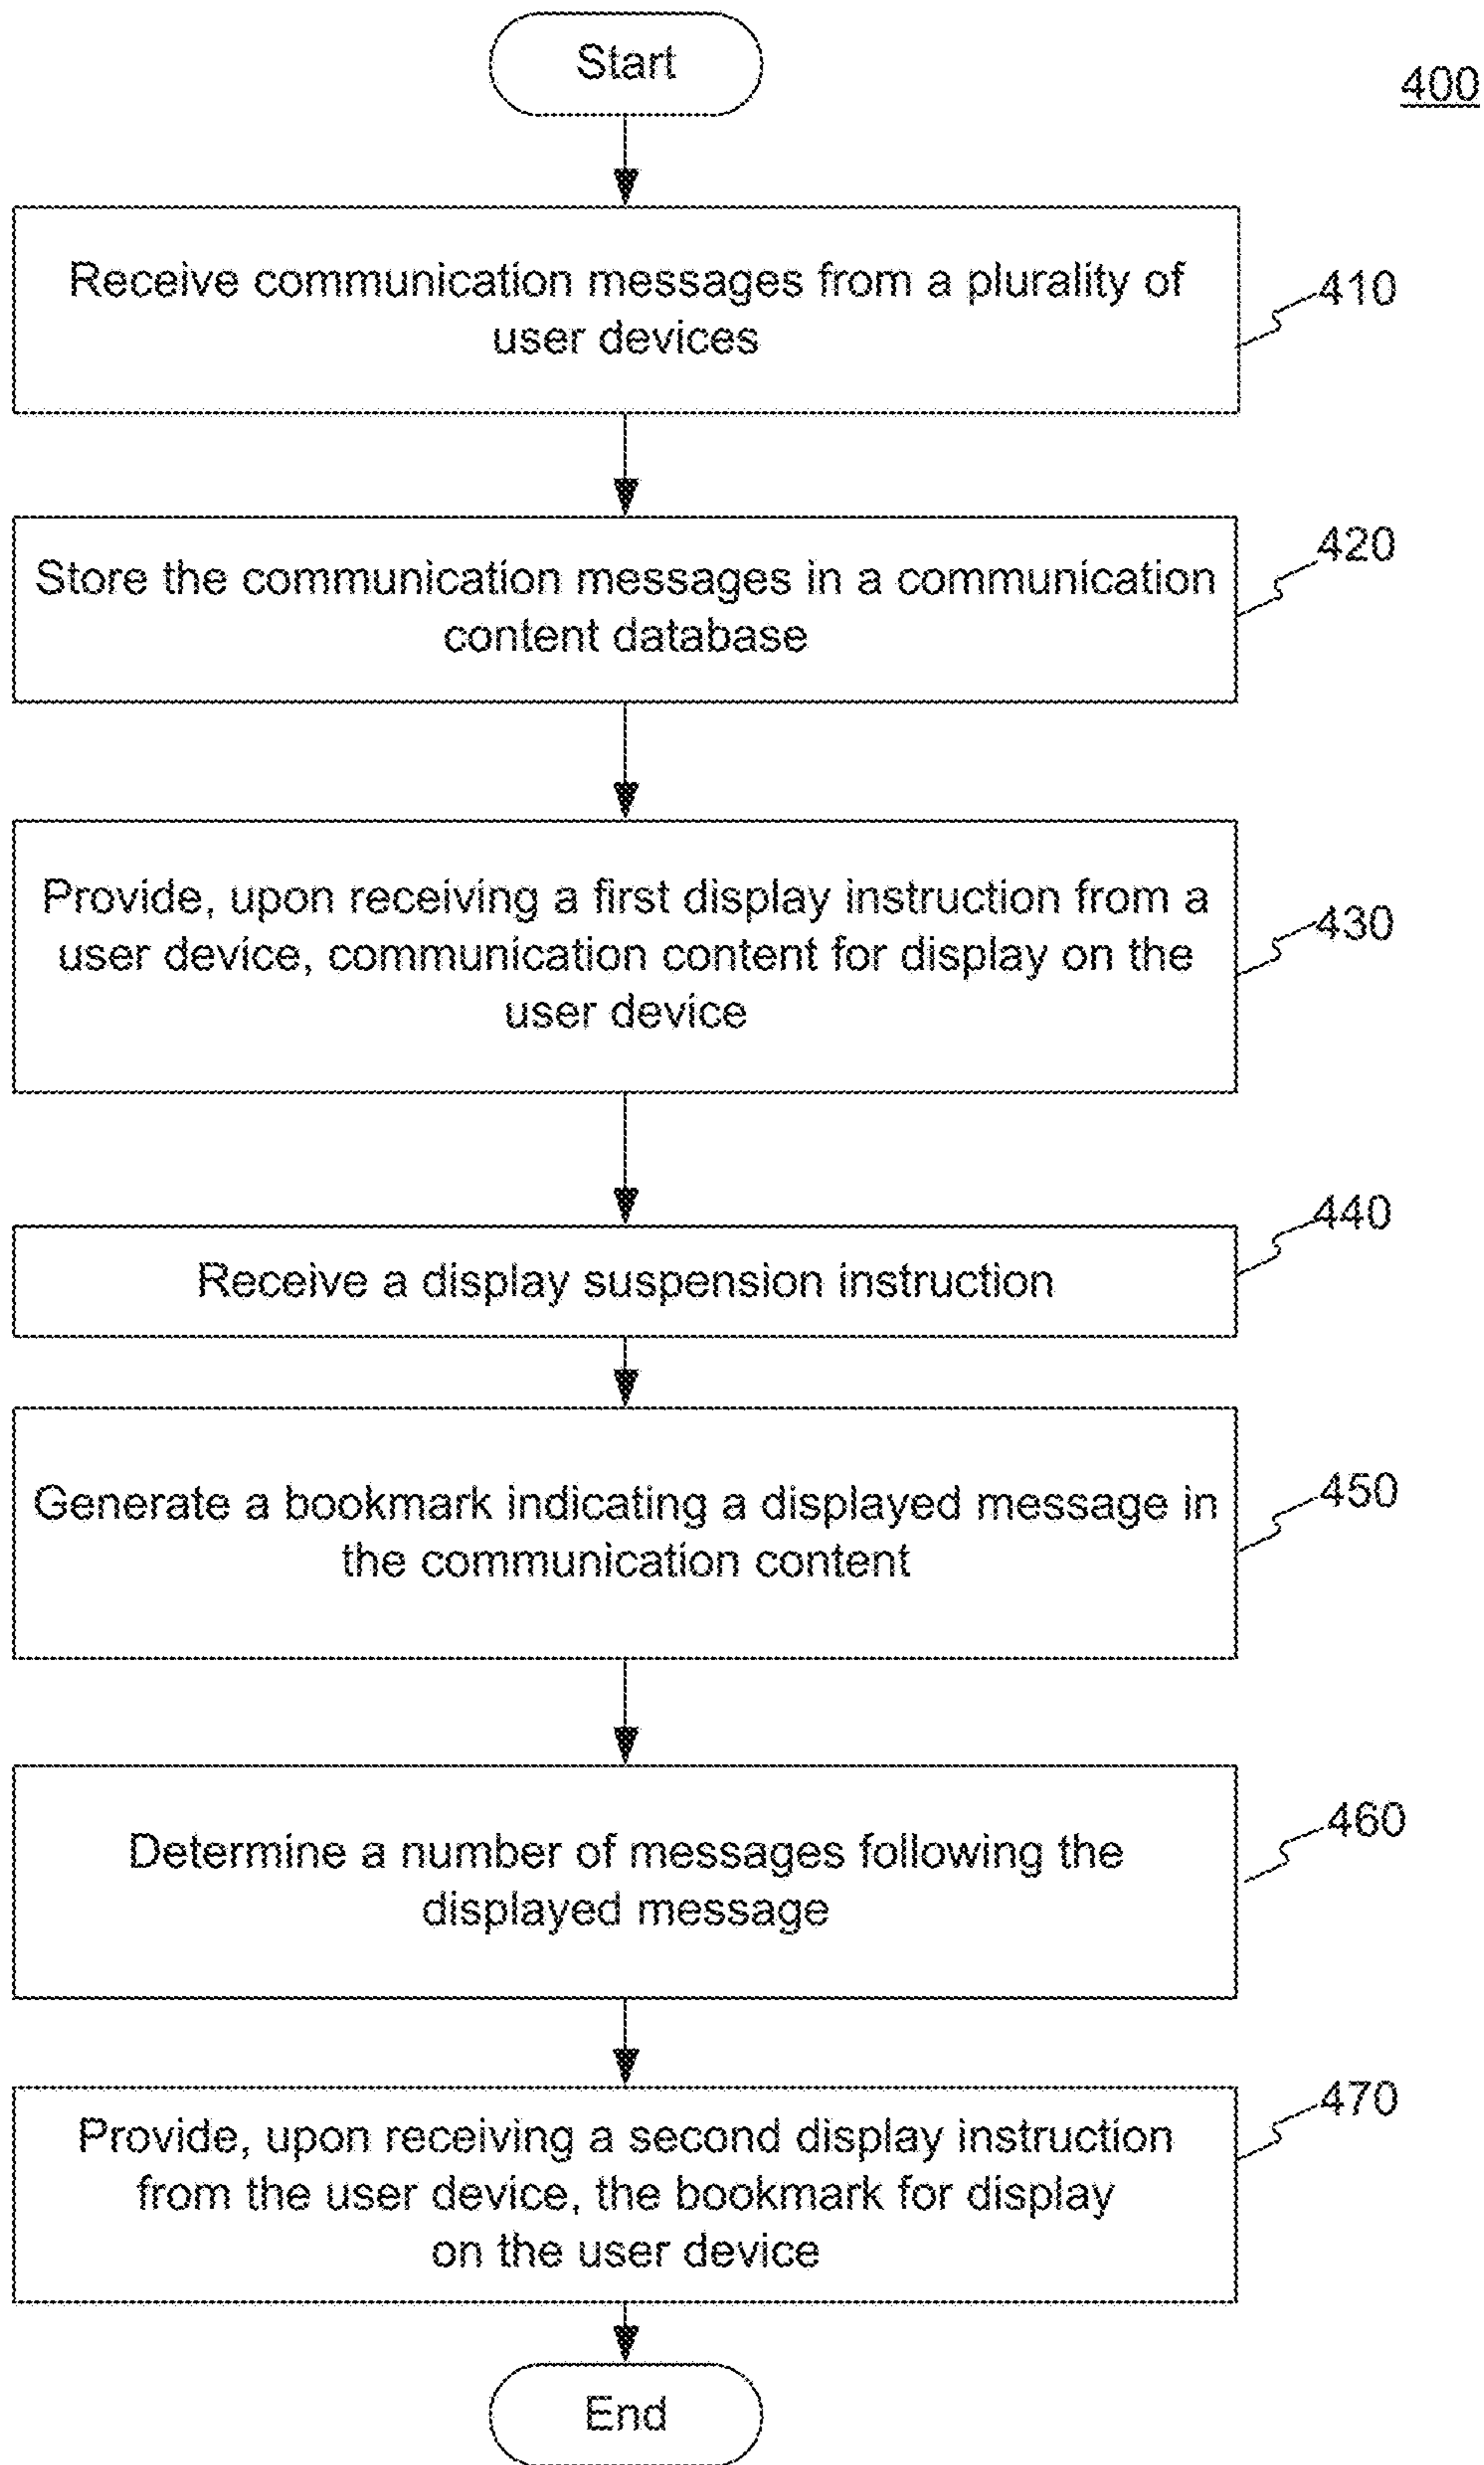 Start
400
Receive communication messages from a plurality of
user devices
410
Store the communication messages in a communication
content database
420
Provide, upon receiving a first display instruction from a
user device, communication content for display on the
user device
430
Receive a display suspension instruction
440
Generate a bookmark indicating a displayed message in
the communication content
450
Determine a number of messages following the
displayed message
460
Provide, upon receiving a second display instruction
from the user device, the bookmark for display
on the user device
470
End